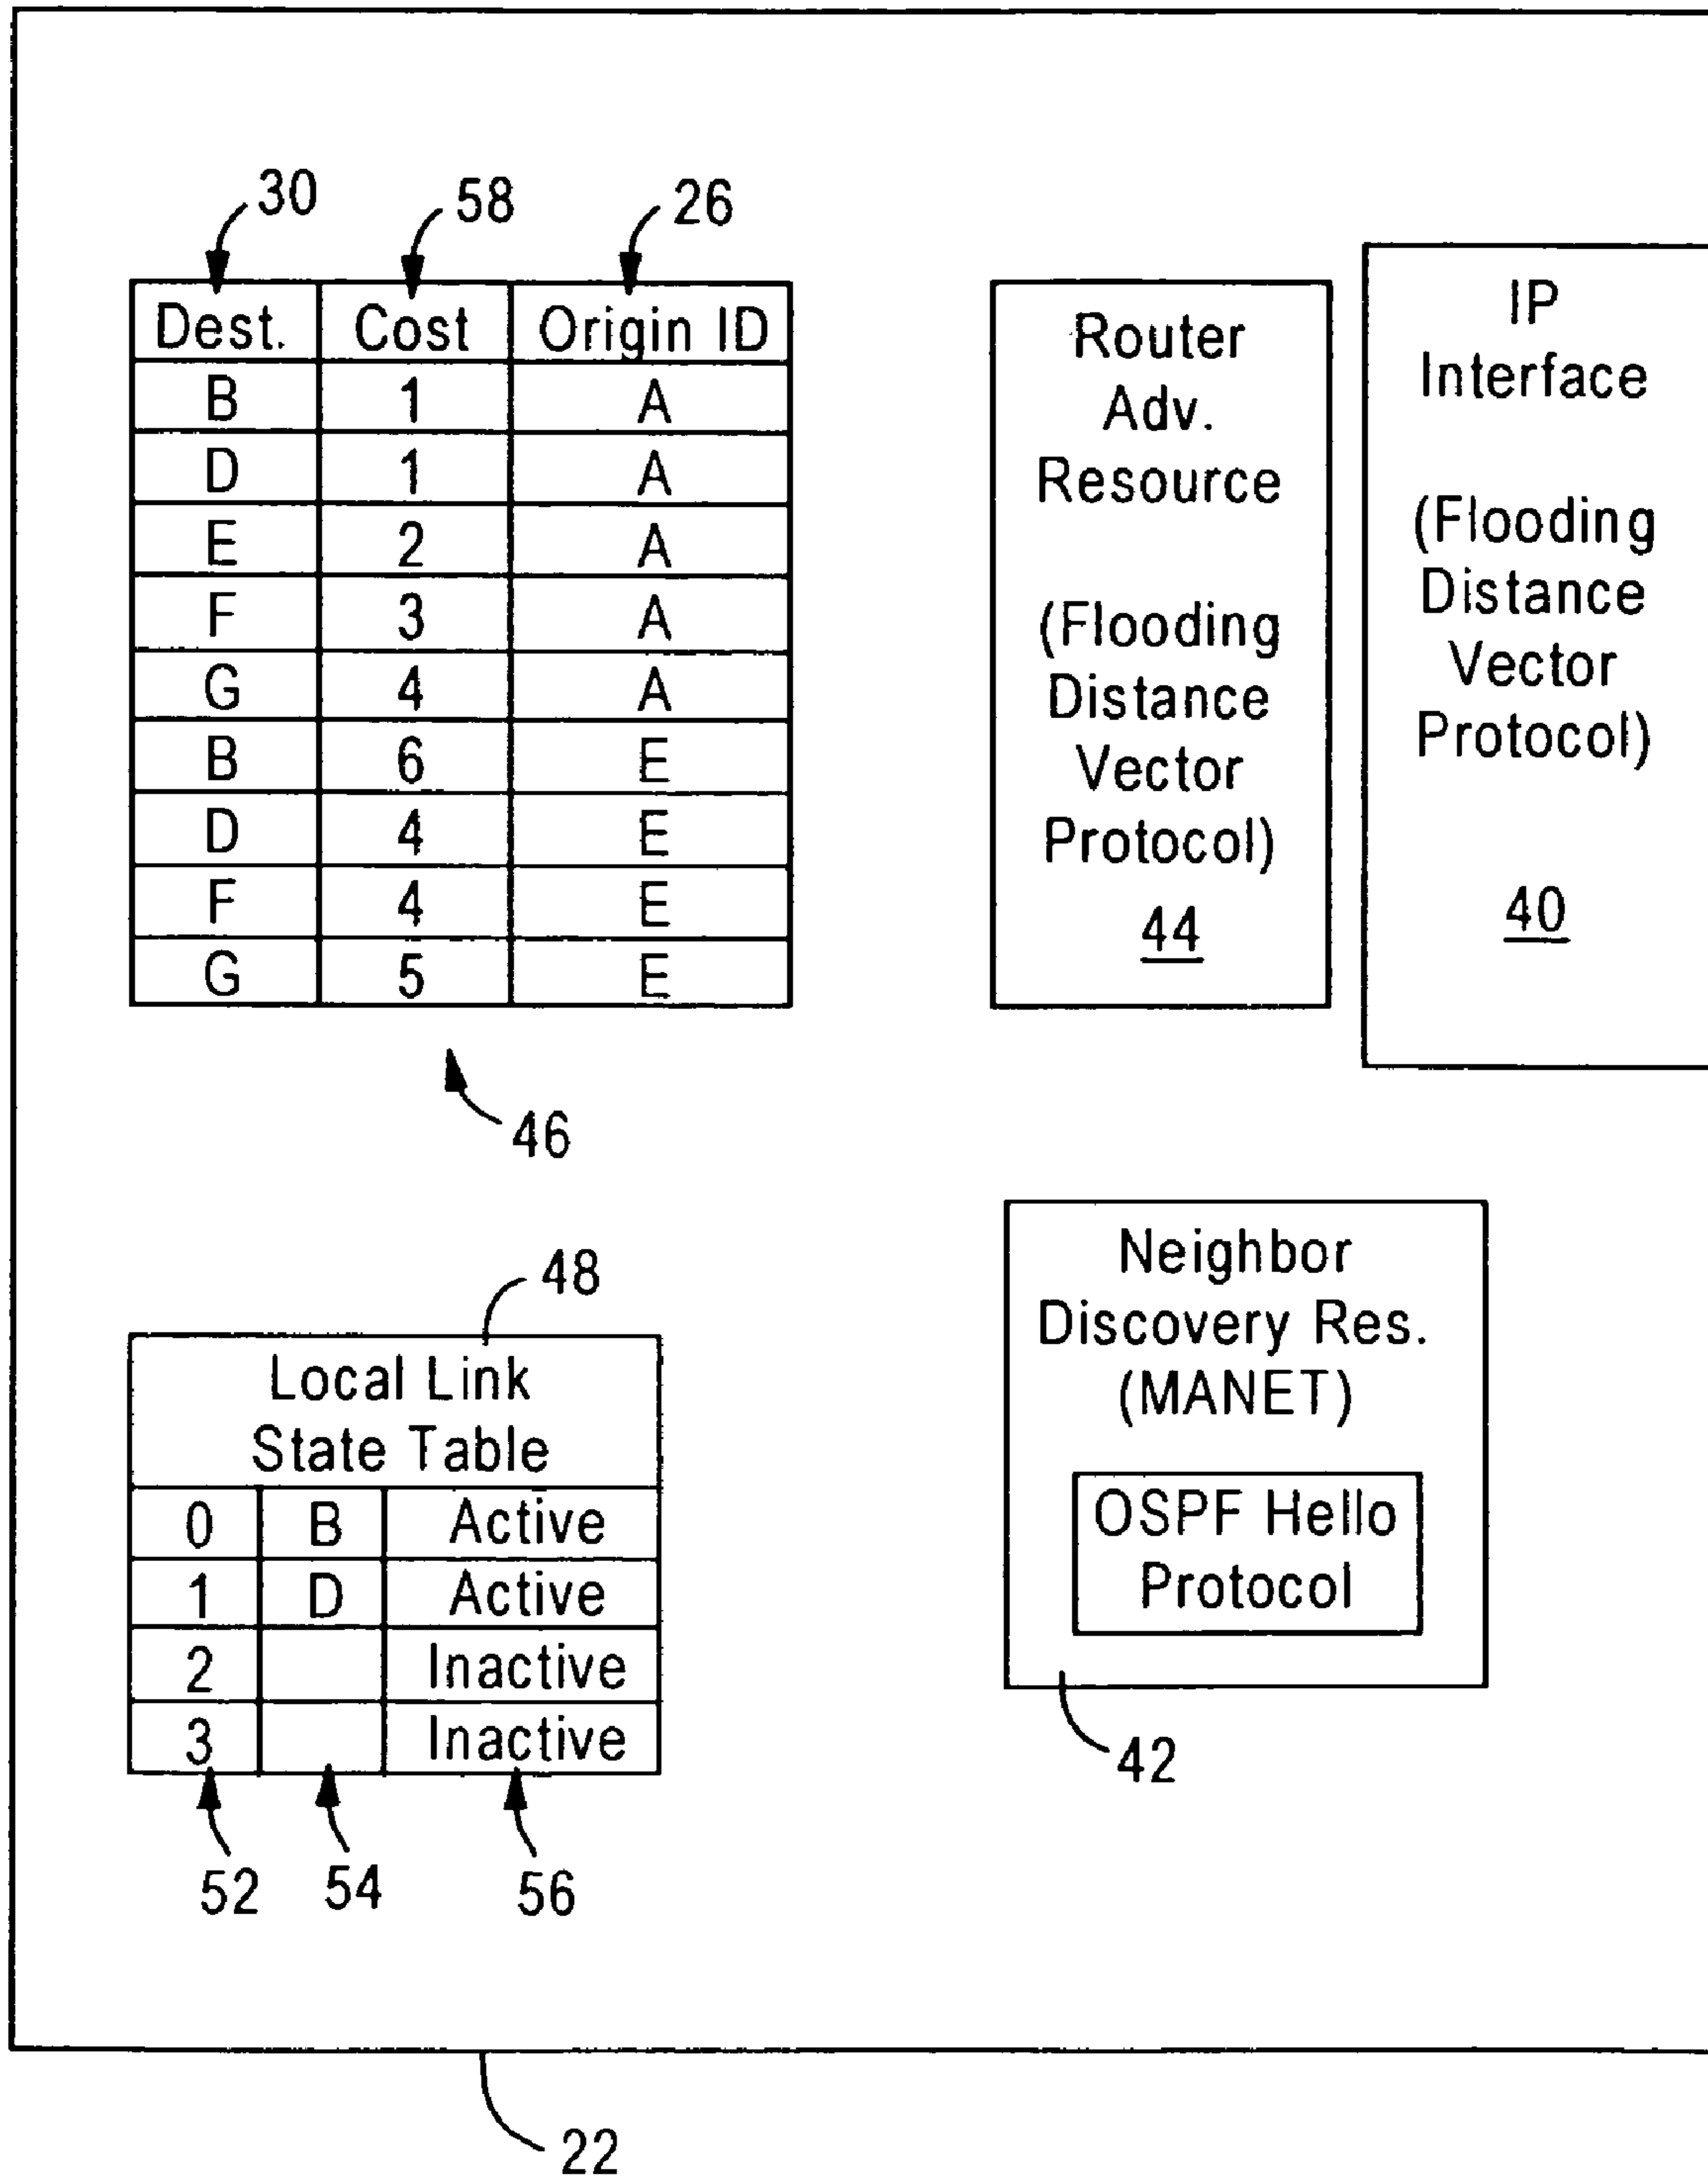 30 58 26
Dest. Cost Origin ID
B 1 A
D 1 A
E 2 A
F 3 A
G 4 A
B 6 E
D 4 E
F 4 E
G 5 E
46
Router
Adv.
Resource
(Flooding
Distance
Vector
Protocol)
44
IP
Interface
(Flooding
Distance
Vector
Protocol)
40
48
Local Link
State Table
0 B Active
1 D Active
2 Inactive
3 Inactive
52 54 56
Neighbor
Discovery Res.
(MANET)
OSPF Hello
Protocol
42
22